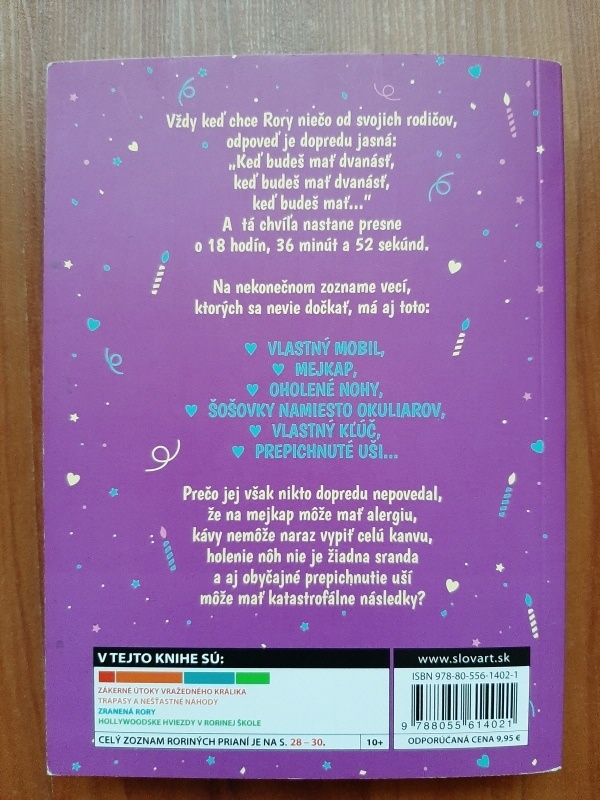 Vždy keď chce Rory niečo od svojich rodičov,
odpoveď je dopredu jasná:
„Keď budeš mať dvanásť,
keď budeš mať dvanásť,
keď budeš mať...”
A tá chvíľa nastane presne
o 18 hodín, 36 minút a 52 sekúnd.
Na nekonečnom zozname vecí,
ktorých sa nevie dočkať, má aj toto:
♥ VLASTNÝ MOBIL,
♥ MEJKAP,
♥ OHOLENÉ NOHY,
♥ ŠOŠOVKY NAMIESTO OKULIAROV,
♥ VLASTNÝ KĽÚČ,
♥ PREPICHNUTÉ UŠI...
Prečo jej však nikto dopredu nepovedal,
že na mejkap môže mať alergiu,
kávy nemôže naraz vypiť celú kanvu,
holenie nôh nie je žiadna sranda
a aj obyčajné prepichnutie uší
môže mať katastrofálne následky?
V TEJTO KNIHE SÚ:
ZÁKERNÉ ÚTOKY VRAŽEDNÉHO KRÁLIKA
TRAPASY A NEŠŤASTNÉ NÁHODY
ZRANENÁ RORY
HOLLYWOODSKE HVIEZDY V RORINEJ ŠKOLE
CELÝ ZOZNAM RORINÝCH PRIANÍ JE NA S. 28 – 30.
10+
www.slovart.sk
ISBN 978-80-556-1402-1
9 788055 614021
ODPORÚČANÁ CENA 9,95 €